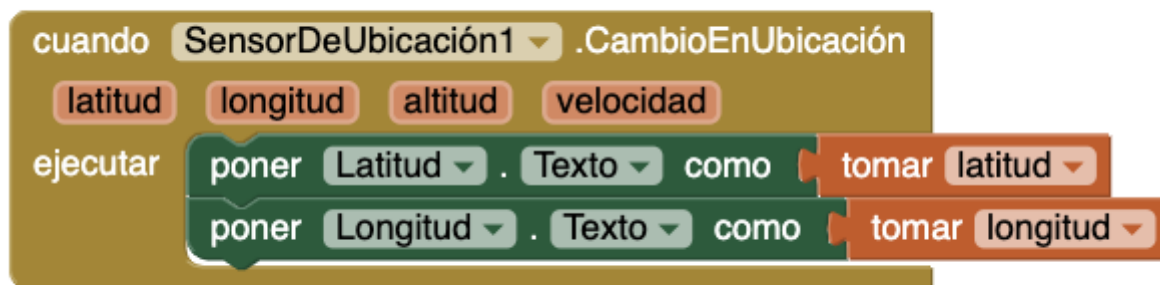 cuando SensorDeUbicación1 .CambioEnUbicación
latitud longitud altitud velocidad
ejecutar poner Latitud . Texto como tomar latitud
poner Longitud . Texto como tomar longitud